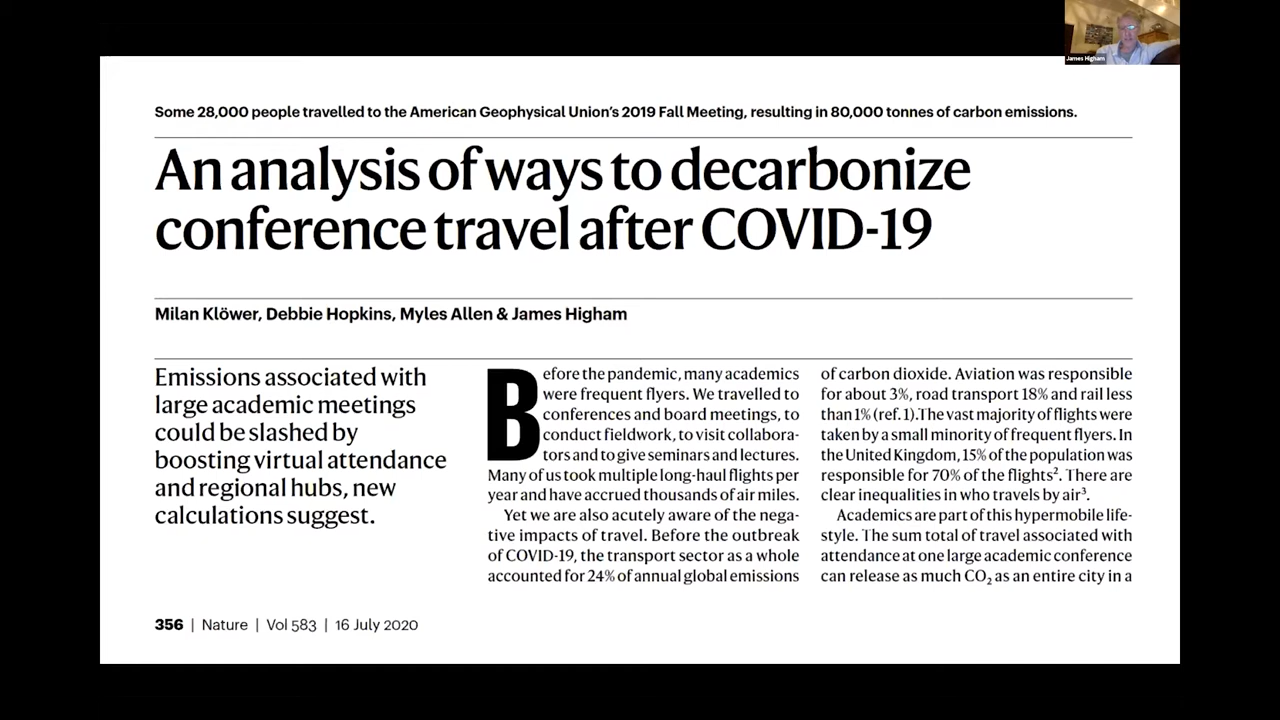 James Higham
Some 28,000 people travelled to the American Geophysical Union's 2019 Fall Meeting, resulting in 80,000 tonnes of carbon emissions.
An analysis of ways to decarbonize
conference travel after COVID-19
Milan Klöwer, Debbie Hopkins, Myles Allen & James Higham
Emissions associated with
large academic meetings
could be slashed by
boosting virtual attendance
and regional hubs, new
calculations suggest.
Before the pandemic, many academics
were frequent flyers. We travelled to
conferences and board meetings, to
conduct fieldwork, to visit collabora-
tors and to give seminars and lectures.
Many of us took multiple long-haul flights per
year and have accrued thousands of air miles.
Yet we are also acutely aware of the nega-
tive impacts of travel. Before the outbreak
of COVID-19, the transport sector as a whole
accounted for 24% of annual global emissions
of carbon dioxide. Aviation was responsible
for about 3%, road transport 18% and rail less
than 1% (ref. 1).The vast majority of flights were
taken by a small minority of frequent flyers. In
the United Kingdom, 15% of the population was
responsible for 70% of the flights². There are
clear inequalities in who travels by air³.
Academics are part of this hypermobile life-
style. The sum total of travel associated with
attendance at one large academic conference
can release as much CO₂ as an entire city in a
356 | Nature | Vol 583 | 16 July 2020